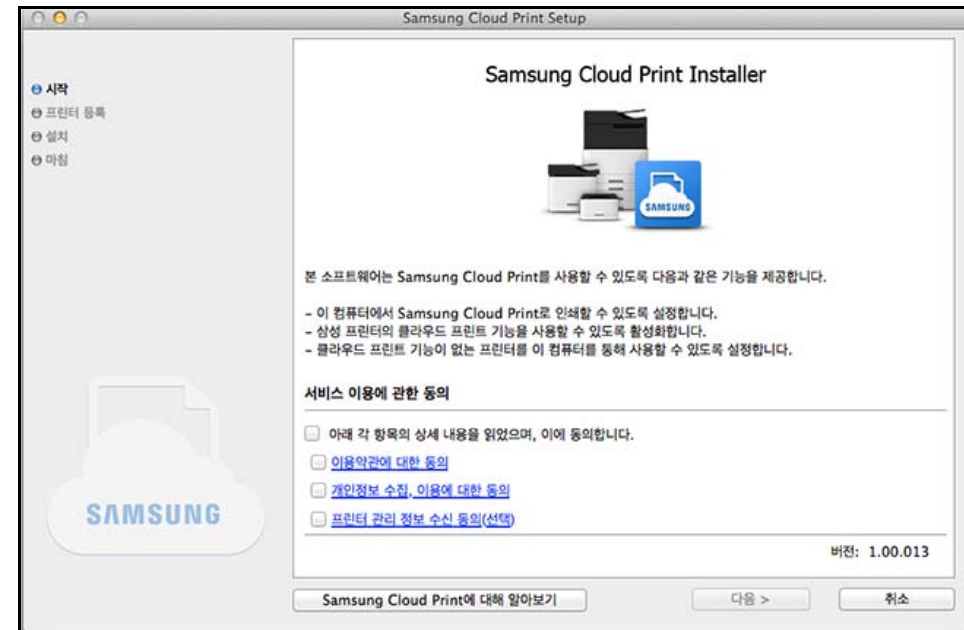 Samsung Cloud Print Setup
시작
프린터 등록
설치
마침
SAMSUNG
Samsung Cloud Print Installer
SAMSUNG
본 소프트웨어는 Samsung Cloud Print를 사용할 수 있도록 다음과 같은 기능을 제공합니다.
- 이 컴퓨터에서 Samsung Cloud Print로 인쇄할 수 있도록 설정합니다.
- 삼성 프린터의 클라우드 프린트 기능을 사용할 수 있도록 활성화합니다.
- 클라우드 프린트 기능이 없는 프린터를 이 컴퓨터를 통해 사용할 수 있도록 설정합니다.
서비스 이용에 관한 동의
아래 각 항목의 상세 내용을 읽었으며, 이에 동의합니다.
이용약관에 대한 동의
개인정보 수집, 이용에 대한 동의
프린터 관리 정보 수신 동의(선택)
버전: 1.00.013
Samsung Cloud Print에 대해 알아보기
다음 >
취소